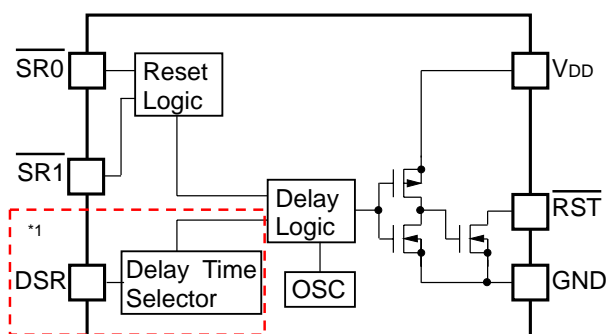 SR0
Reset
Logic
VDD
SR1
Delay
Logic
RST
*1
DSR
Delay Time
Selector
OSC
GND